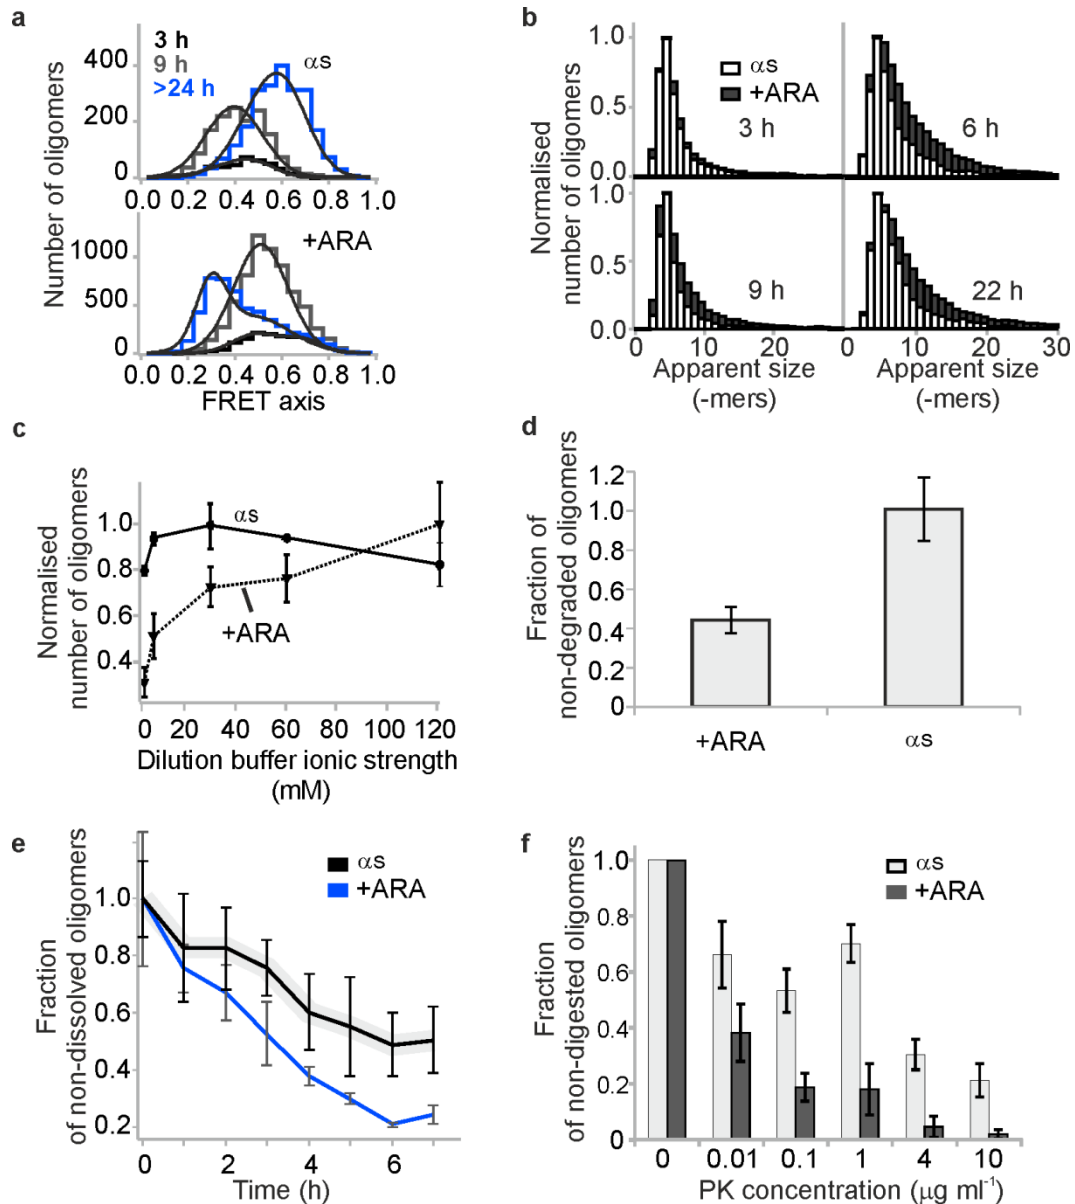 a
3 h
9 h
>24 h
αs
400
200
0
0.0 0.2 0.4 0.6 0.8 1.0
+ARA
1000
500
0
0.0 0.2 0.4 0.6 0.8 1.0
Number of oligomers
FRET axis
b
αs
+ARA
3 h
6 h
9 h
22 h
1.0
0.5
0.0
1.0
0.5
0.0
Normalised
number of oligomers
0 10 20
0 10 20 30
Apparent size
(-mers)
Apparent size
(-mers)
c
1.0
0.8
0.6
0.4
αs
+ARA
Normalised
number of oligomers
0 20 40 60 80 100 120
Dilution buffer ionic strength
(mM)
d
1.2
1.0
0.8
0.6
0.4
0.2
0
Fraction of
non-degraded oligomers
+ARA
αs
e
αs
+ARA
1.0
0.8
0.6
0.4
0.2
Fraction
of non-dissolved oligomers
0 2 4 6
Time (h)
f
αs
+ARA
1.0
0.8
0.6
0.4
0.2
0
Fraction
of non-digested oligomers
0 0.01 0.1 1 4 10
PK concentration (μg ml⁻¹)